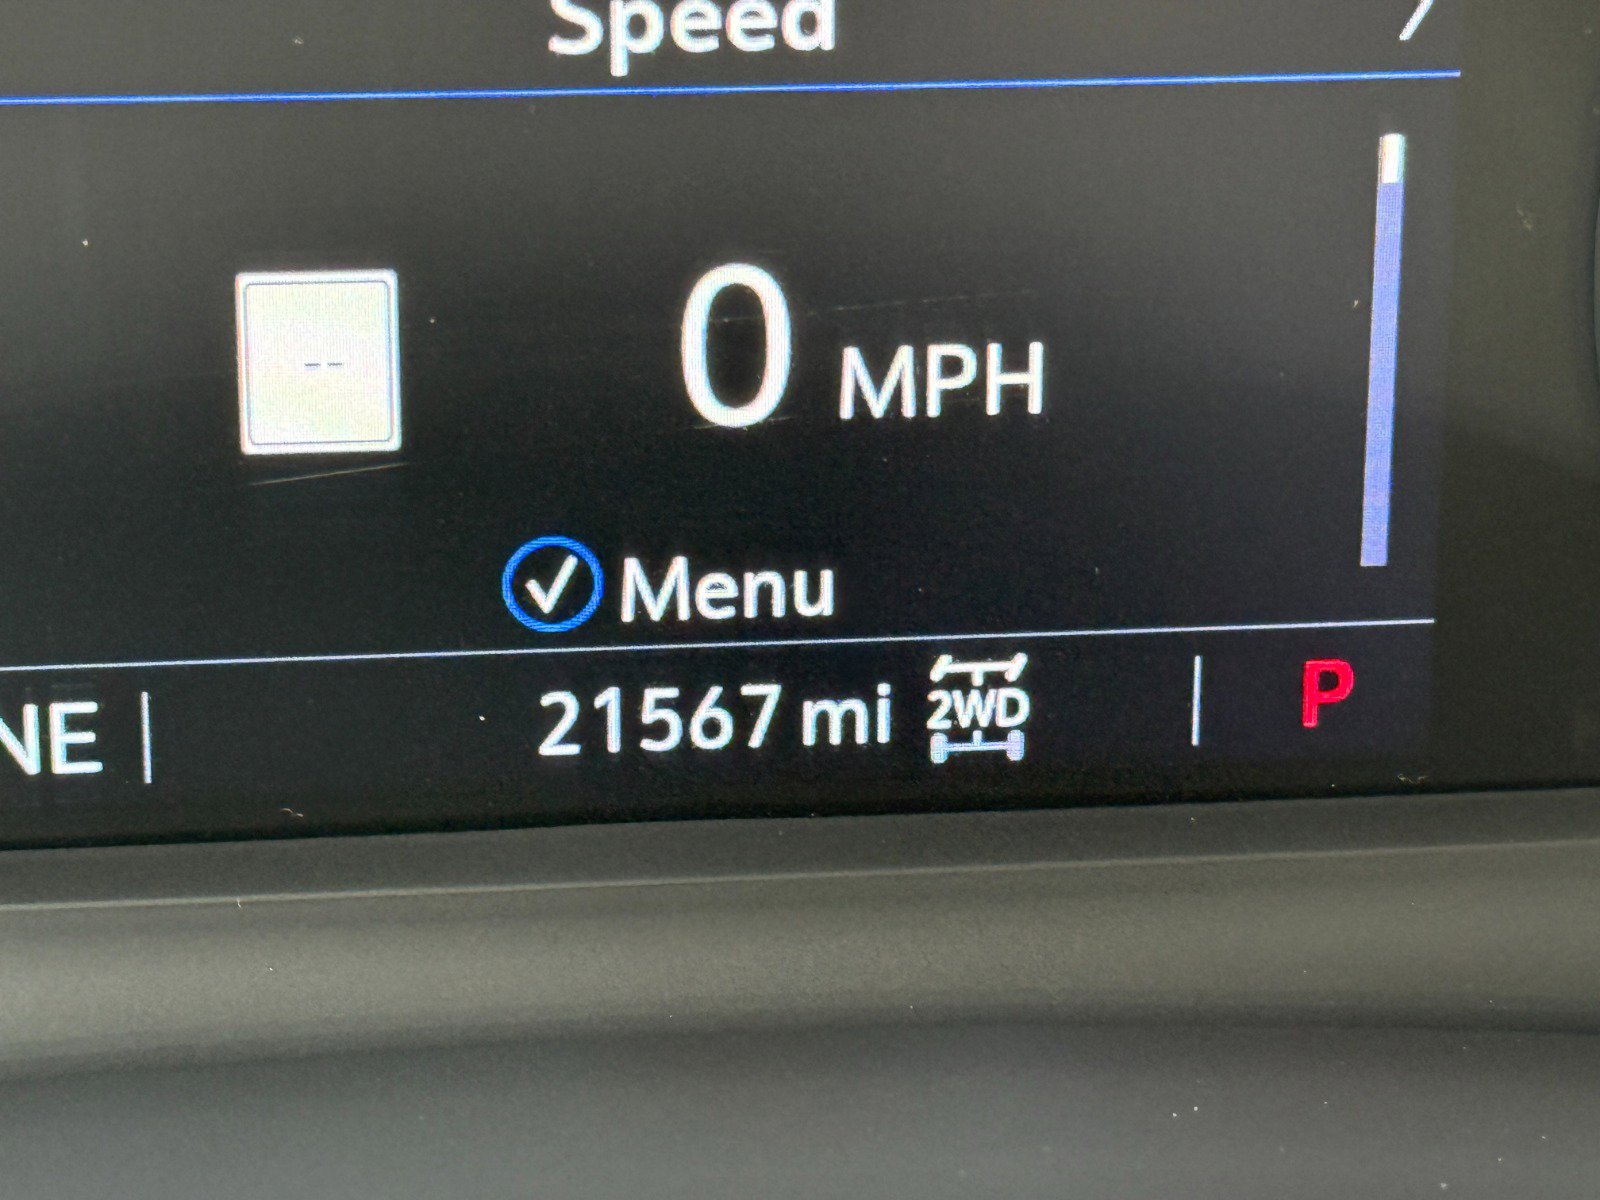 Speed
--
0 MPH
Menu
NE
21567 mi
2WD
P